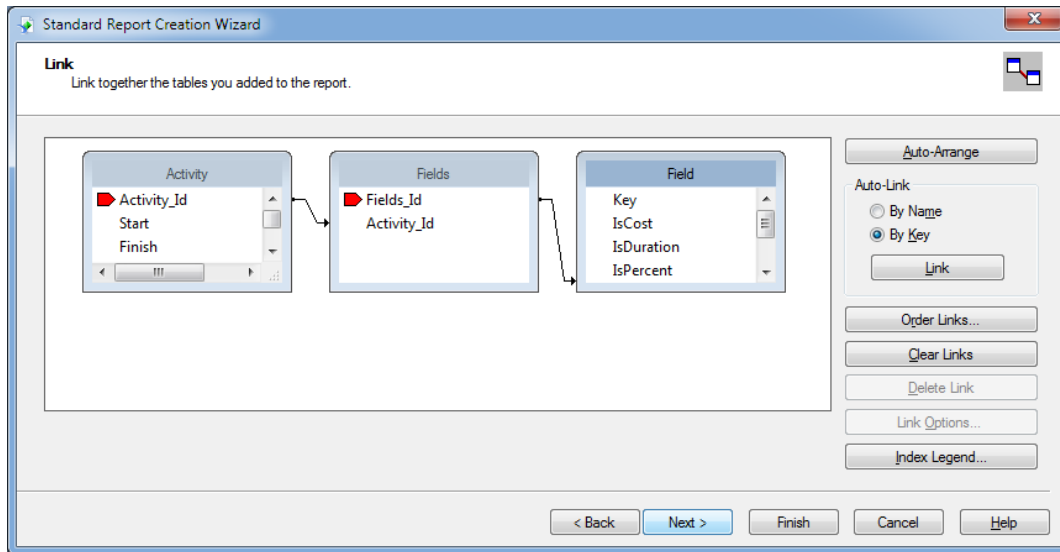 Standard Report Creation Wizard
Link
Link together the tables you added to the report.
Activity
Activity_Id
Start
Finish
Fields
Fields_Id
Activity_Id
Field
Key
IsCost
IsDuration
IsPercent
Auto-Arrange
Auto-Link
By Name
By Key
Link
Order Links...
Clear Links
Delete Link
Link Options...
Index Legend...
< Back
Next >
Finish
Cancel
Help